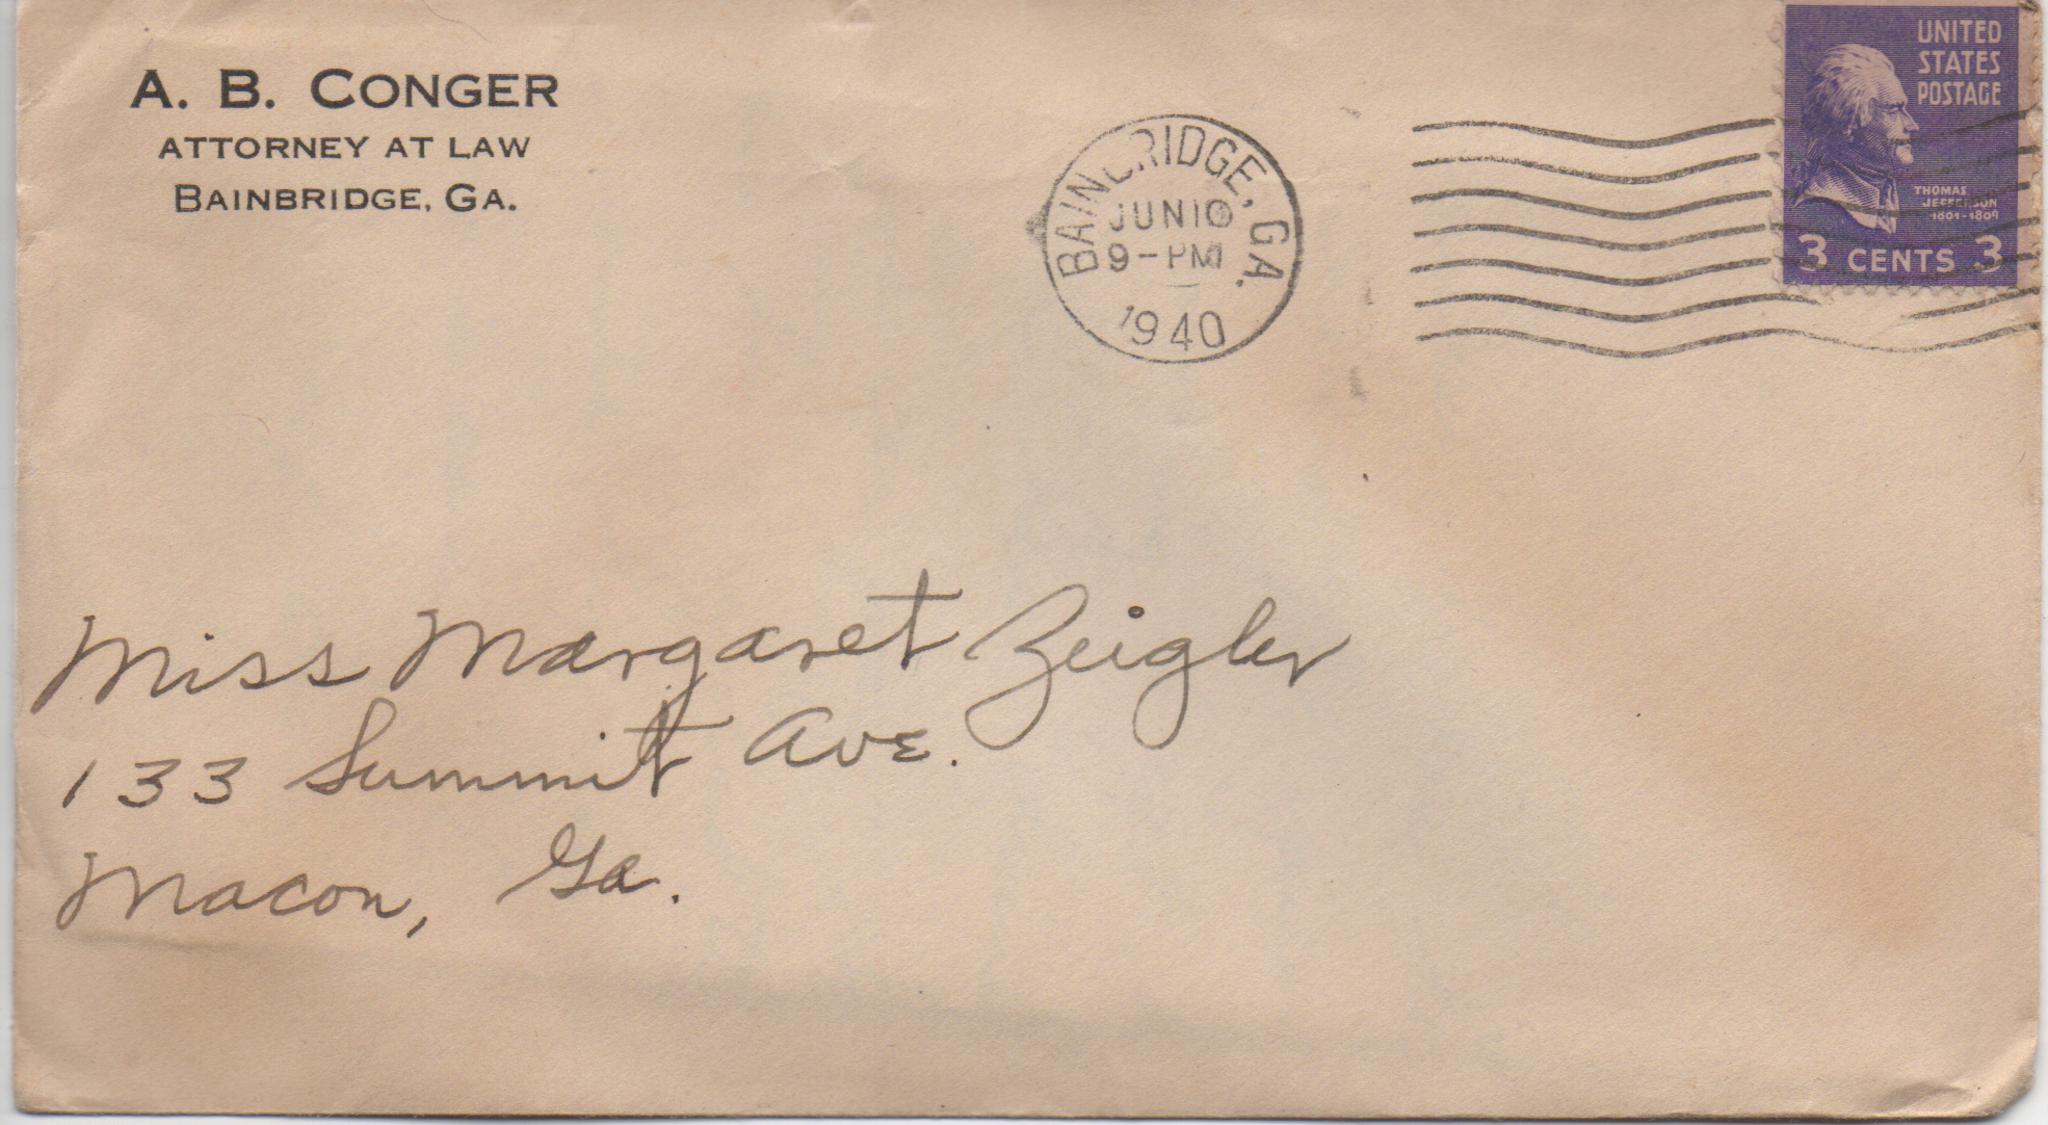 A. B. CONGER
ATTORNEY AT LAW
BAINBRIDGE, GA.
BAINBRIDGE, GA.
JUN 10
9-PM
1940
UNITED
STATES
POSTAGE
THOMAS
JEFFERSON
1801-1809
3 CENTS 3
Miss Margaret Zeigler
133 Summit Ave.
Macon, Ga.